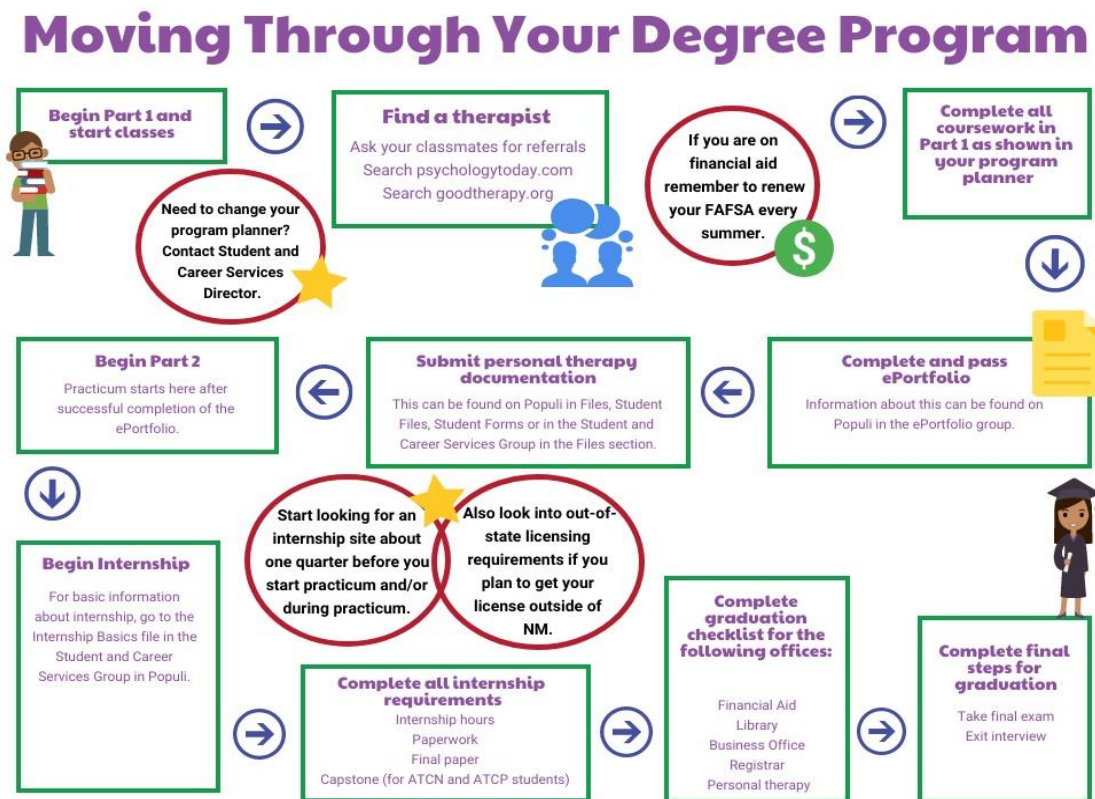 Moving Through Your Degree Program
Begin Part 1 and
start classes
Find a therapist
Ask your classmates for referrals
Search psychologytoday.com
Search goodtherapy.org
If you are on
financial aid
remember to renew
your FAFSA every
summer.
$
Complete all
coursework in
Part 1 as shown in
your program
planner
Need to change your
program planner?
Contact Student and
Career Services
Director.
Complete and pass
ePortfolio
Information about this can be found on
Populi in the ePortfolio group.
Submit personal therapy
documentation
This can be found on Populi in Files, Student
Files, Student Forms or in the Student and
Career Services Group in the Files section.
Begin Part 2
Practicum starts here after
successful completion of the
ePortfolio.
Start looking for an
internship site about
one quarter before you
start practicum and/or
during practicum.
Also look into out-of-
state licensing
requirements if you
plan to get your
license outside of
NM.
Begin Internship
For basic information
about internship, go to the
Internship Basics file in the
Student and Career
Services Group in Populi.
Complete all internship
requirements
Internship hours
Paperwork
Final paper
Capstone (for ATCN and ATCP students)
Complete
graduation
checklist for the
following offices:
Financial Aid
Library
Business Office
Registrar
Personal therapy
Complete final
steps for
graduation
Take final exam
Exit interview